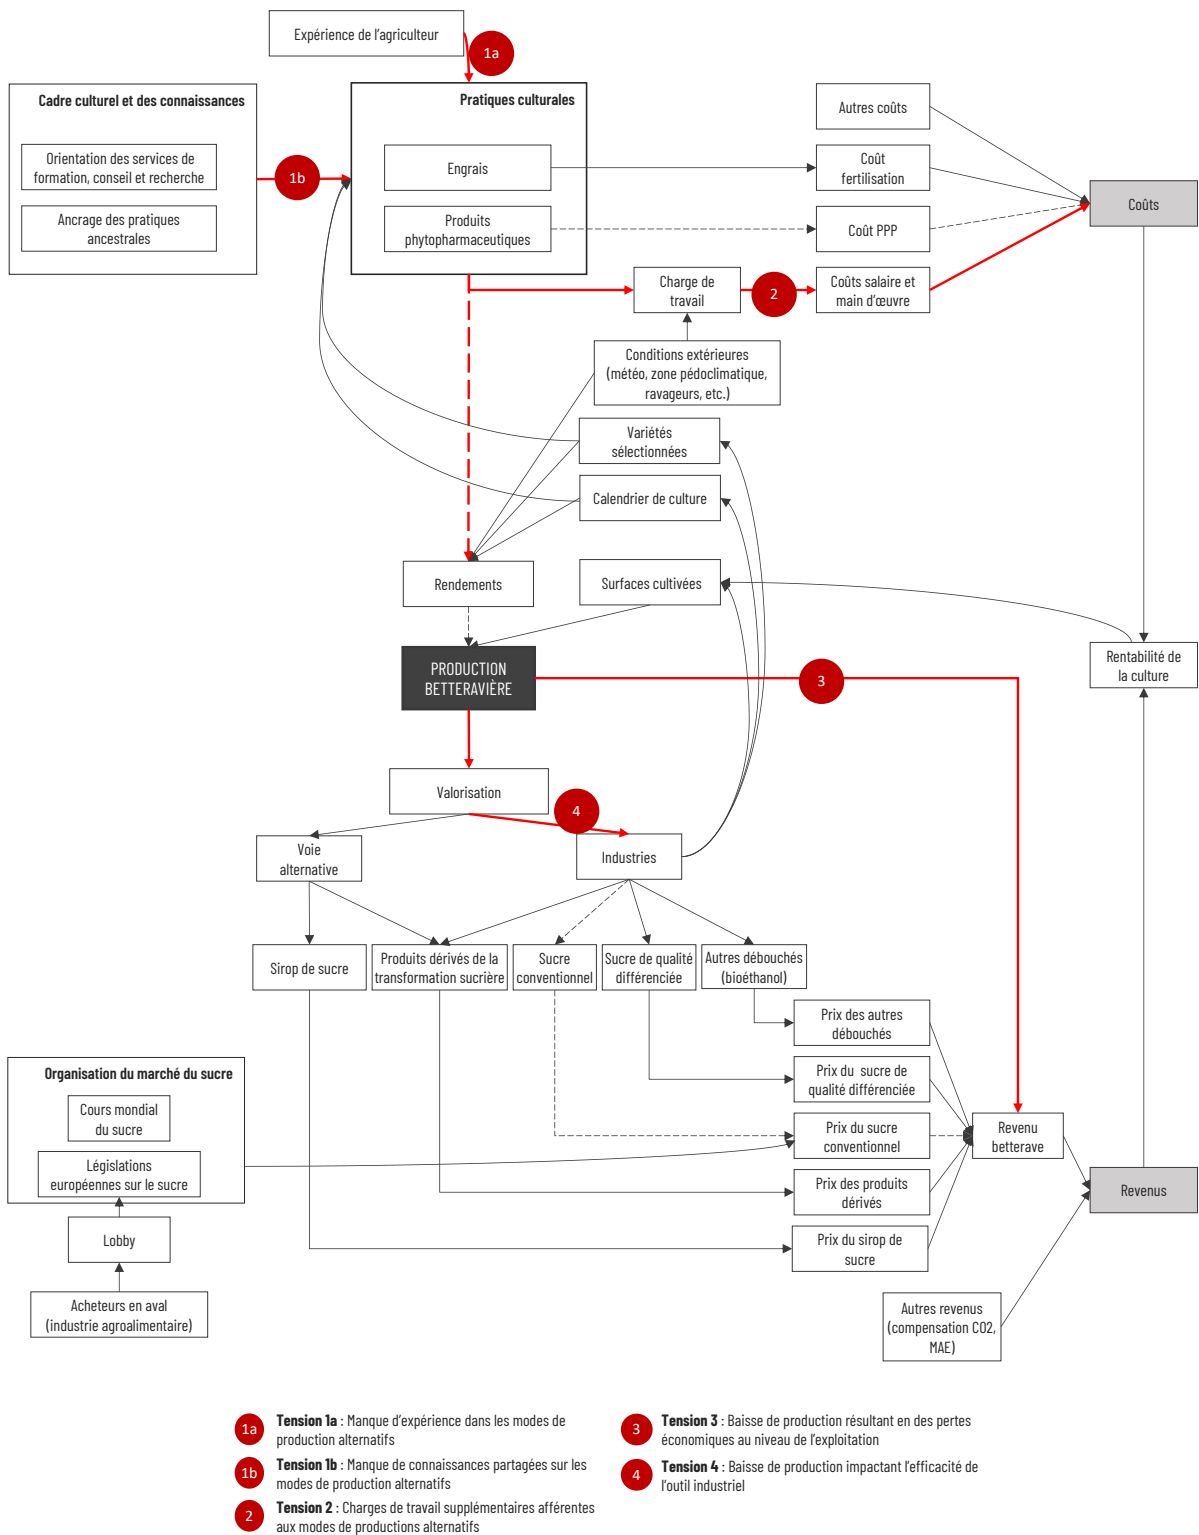 Expérience de l'agriculteur
1a
Cadre culturel et des connaissances
Orientation des services de
formation, conseil et recherche
Ancrage des pratiques
ancestrales
1b
Pratiques culturales
Engrais
Produits
phytopharmaceutiques
Autres coûts
Coût
fertilisation
Coût PPP
Coûts
Charge de
travail
2
Coûts salaire et
main d'œuvre
Conditions extérieures
(météo, zone pédoclimatique,
ravageurs, etc.)
Variétés
sélectionnées
Calendrier de culture
Rendements
Surfaces cultivées
PRODUCTION
BETTERAVIÈRE
3
Rentabilité de
la culture
Valorisation
4
Voie
alternative
Industries
Sirop de sucre
Produits dérivés de la
transformation sucrière
Sucre
conventionnel
Sucre de qualité
différenciée
Autres débouchés
(bioéthanol)
Prix des autres
débouchés
Prix du sucre de
qualité différenciée
Prix du sucre
conventionnel
Prix des produits
dérivés
Prix du sirop de
sucre
Revenu
betterave
Revenus
Autres revenus
(compensation CO2,
MAE)
Organisation du marché du sucre
Cours mondial
du sucre
Législations
européennes sur le sucre
Lobby
Acheteurs en aval
(industrie agroalimentaire)
1a
Tension 1a : Manque d'expérience dans les modes de
production alternatifs
1b
Tension 1b : Manque de connaissances partagées sur les
modes de production alternatifs
2
Tension 2 : Charges de travail supplémentaires afférentes
aux modes de productions alternatifs
3
Tension 3 : Baisse de production résultant en des pertes
économiques au niveau de l'exploitation
4
Tension 4 : Baisse de production impactant l'efficacité de
l'outil industriel